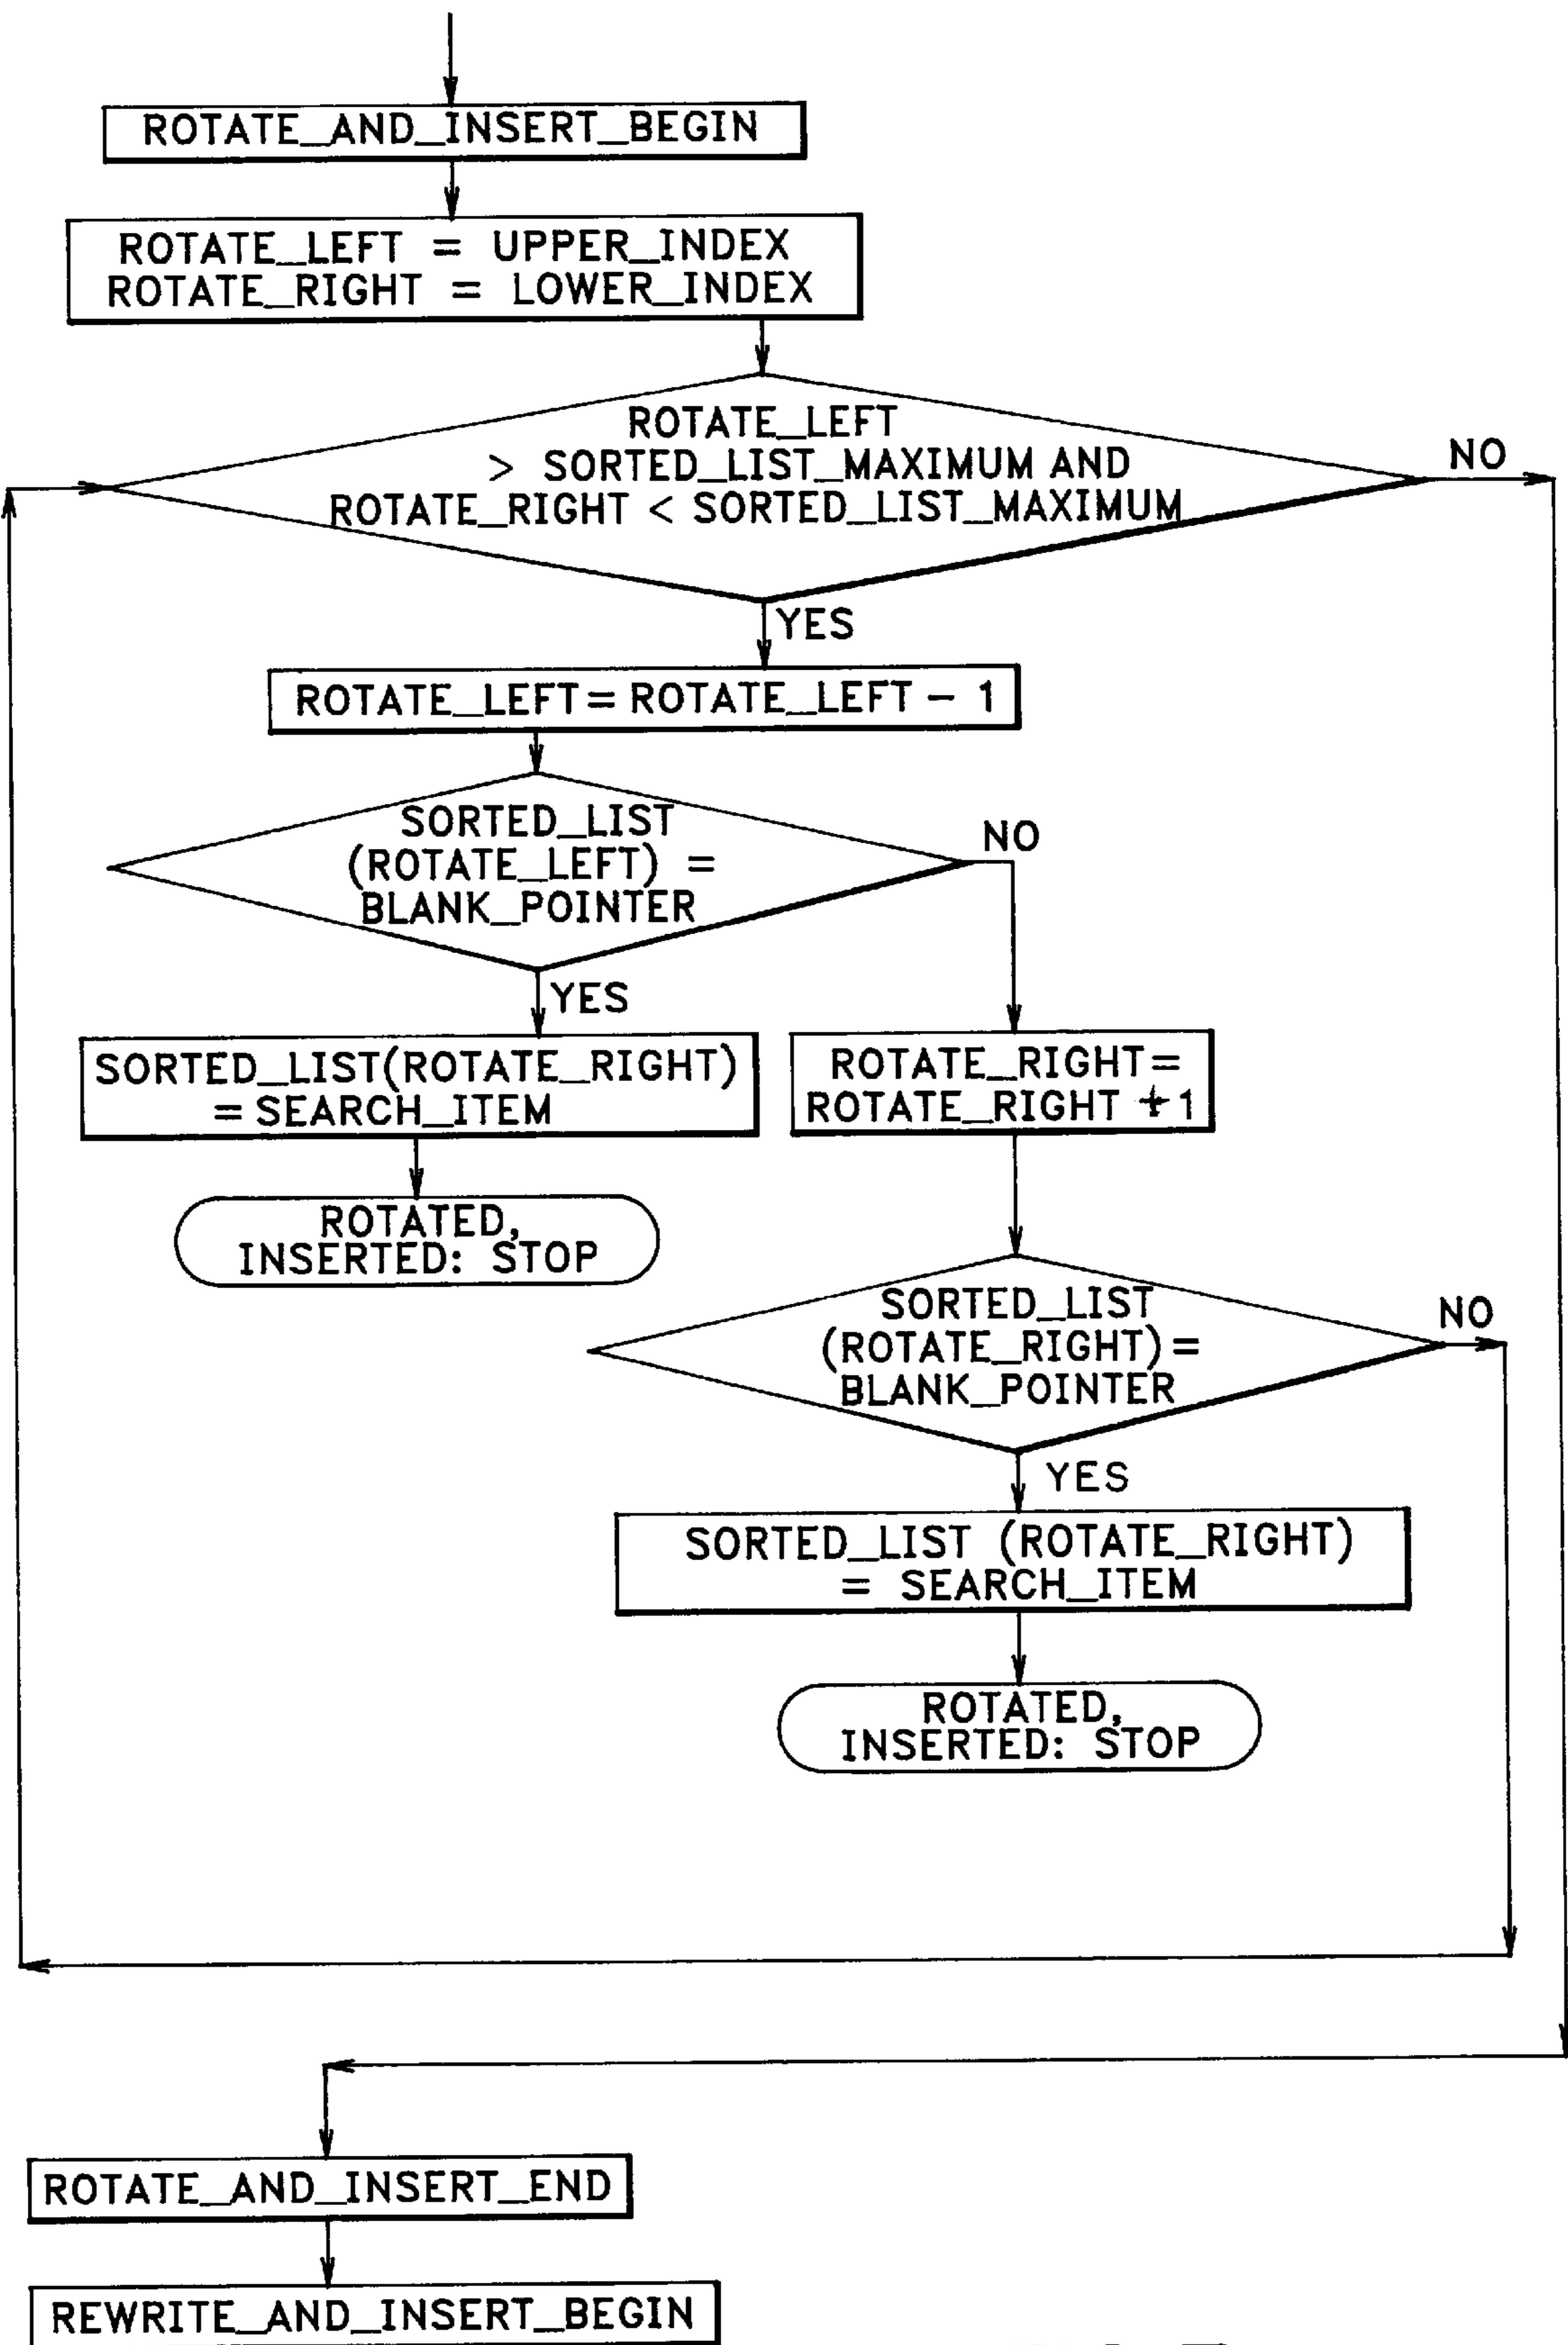 ROTATE_AND_INSERT_BEGIN
ROTATE_LEFT = UPPER_INDEX
ROTATE_RIGHT = LOWER_INDEX
ROTATE_LEFT
> SORTED_LIST_MAXIMUM AND
ROTATE_RIGHT < SORTED_LIST_MAXIMUM
NO
YES
ROTATE_LEFT = ROTATE_LEFT - 1
SORTED_LIST
(ROTATE_LEFT) =
BLANK_POINTER
NO
YES
SORTED_LIST(ROTATE_RIGHT)
= SEARCH_ITEM
ROTATE_RIGHT =
ROTATE_RIGHT + 1
ROTATED,
INSERTED: STOP
SORTED_LIST
(ROTATE_RIGHT) =
BLANK_POINTER
NO
YES
SORTED_LIST (ROTATE_RIGHT)
= SEARCH_ITEM
ROTATED,
INSERTED: STOP
ROTATE_AND_INSERT_END
REWRITE_AND_INSERT_BEGIN